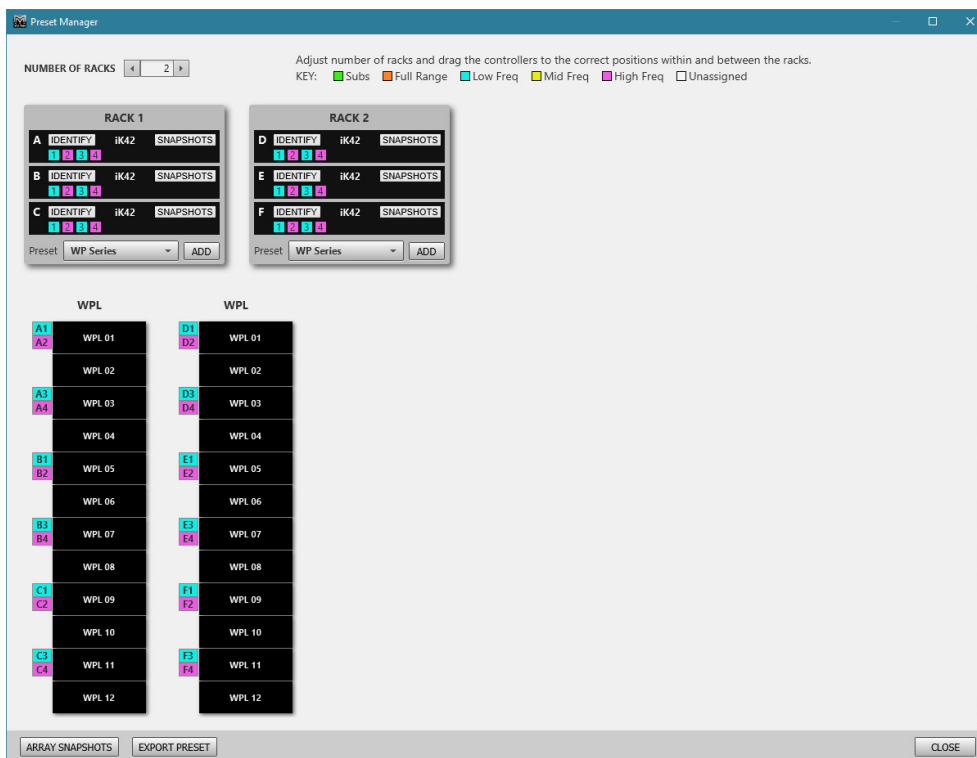 Preset Manager
NUMBER OF RACKS 2
Adjust number of racks and drag the controllers to the correct positions within and between the racks.
KEY: Subs Full Range Low Freq Mid Freq High Freq Unassigned
RACK 1
A IDENTIFY iK42 SNAPSHOTS
1 2 3 4
B IDENTIFY iK42 SNAPSHOTS
1 2 3 4
C IDENTIFY iK42 SNAPSHOTS
1 2 3 4
Preset WP Series ADD
RACK 2
D IDENTIFY iK42 SNAPSHOTS
1 2 3 4
E IDENTIFY iK42 SNAPSHOTS
1 2 3 4
F IDENTIFY iK42 SNAPSHOTS
1 2 3 4
Preset WP Series ADD
WPL
A1
A2
WPL 01
WPL 02
A3
A4
WPL 03
WPL 04
B1
B2
WPL 05
WPL 06
B3
B4
WPL 07
WPL 08
C1
C2
WPL 09
WPL 10
C3
C4
WPL 11
WPL 12
WPL
D1
D2
WPL 01
WPL 02
D3
D4
WPL 03
WPL 04
E1
E2
WPL 05
WPL 06
E3
E4
WPL 07
WPL 08
F1
F2
WPL 09
WPL 10
F3
F4
WPL 11
WPL 12
ARRAY SNAPSHOTS
EXPORT PRESET
CLOSE